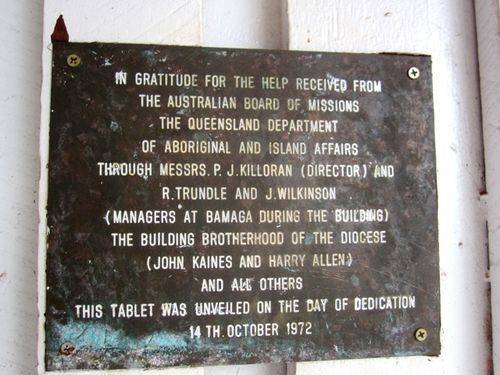 IN GRATITUDE FOR THE HELP RECEIVED FROM
THE AUSTRALIAN BOARD OF MISSIONS
THE QUEENSLAND DEPARTMENT
OF ABORIGINAL AND ISLAND AFFAIRS
THROUGH MESSRS. P. J. KILLORAN (DIRECTOR) AND
R. TRUNDLE AND J. WILKINSON
(MANAGERS AT BAMAGA DURING THE BUILDING)
THE BUILDING BROTHERHOOD OF THE DIOCESE
(JOHN KAINES AND HARRY ALLEN)
AND ALL OTHERS
THIS TABLET WAS UNVEILED ON THE DAY OF DEDICATION
14 TH. OCTOBER 1972